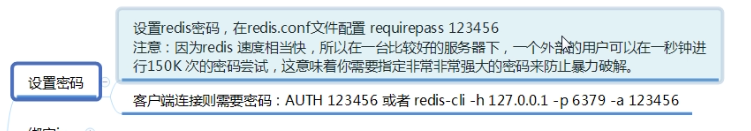 设置redis密码，在redis.conf文件配置 requirepass 123456
注意：因为redis 速度相当快，所以在一台比较好的服务器下，一个外部的用户可以在一秒钟进
行150K 次的密码尝试，这意味着你需要指定非常非常强大的密码来防止暴力破解。
设置密码
客户端连接则需要密码：AUTH 123456 或者 redis-cli -h 127.0.0.1 -p 6379 -a 123456